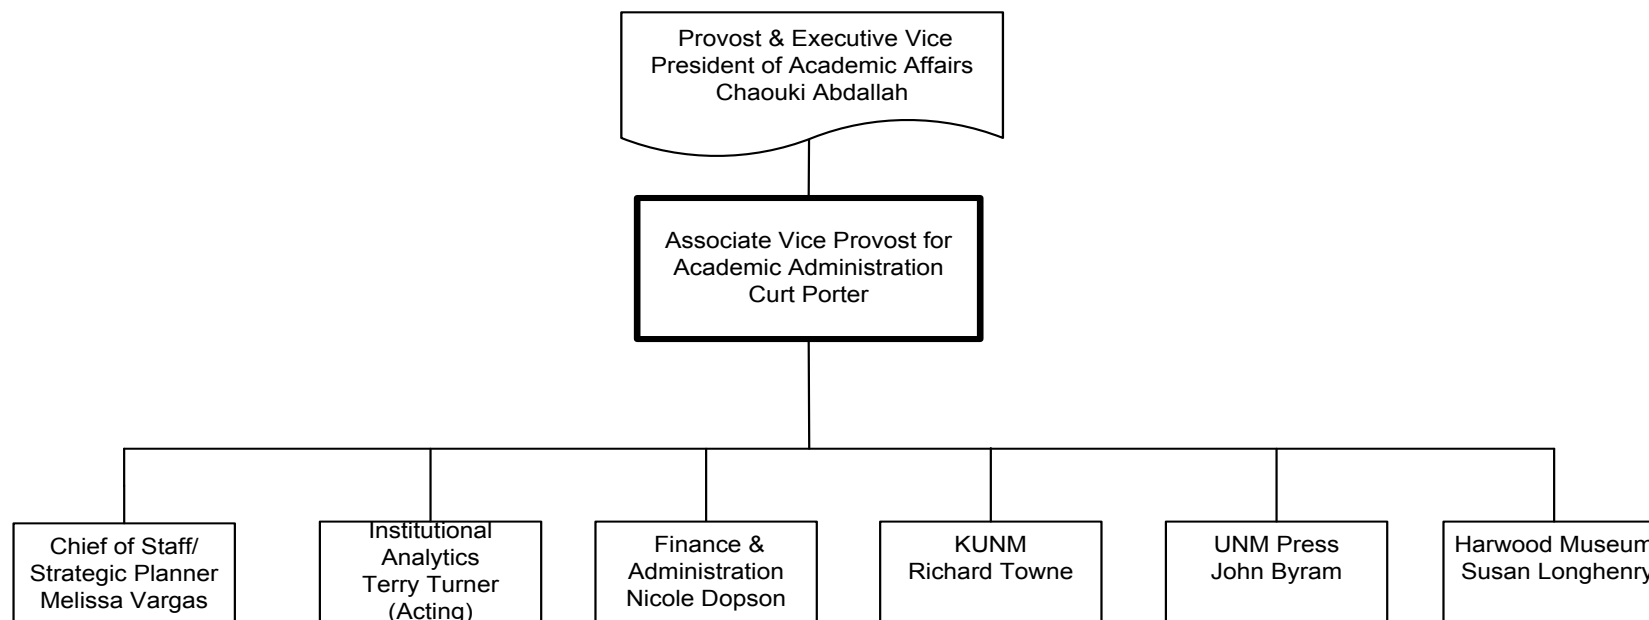 Provost & Executive Vice
President of Academic Affairs
Chaouki Abdallah
Associate Vice Provost for
Academic Administration
Curt Porter
Chief of Staff/
Strategic Planner
Melissa Vargas
Institutional
Analytics
Terry Turner
(Acting)
Finance &
Administration
Nicole Dopson
KUNM
Richard Towne
UNM Press
John Byram
Harwood Museum
Susan Longhenry